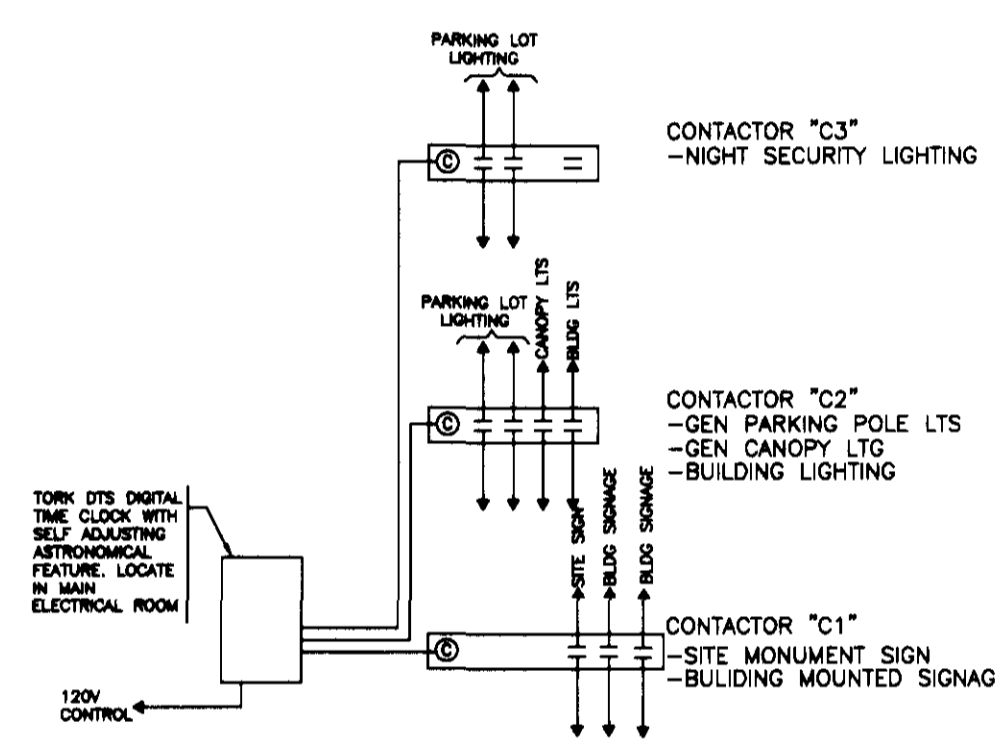 PARKING LOT
LIGHTING
CONTACTOR "C3"
-NIGHT SECURITY LIGHTING
C
PARKING LOT
LIGHTING
CANOPY LTS
BLDG LTS
CONTACTOR "C2"
-GEN PARKING POLE LTS
-GEN CANOPY LTG
-BUILDING LIGHTING
C
TORK DTS DIGITAL
TIME CLOCK WITH
SELF ADJUSTING
ASTRONOMICAL
FEATURE. LOCATE
IN MAIN
ELECTRICAL ROOM
SITE SIGN
BLDG SIGNAGE
BLDG SIGNAGE
CONTACTOR "C1"
-SITE MONUMENT SIGN
-BULIDING MOUNTED SIGNAG
C
120V
CONTROL